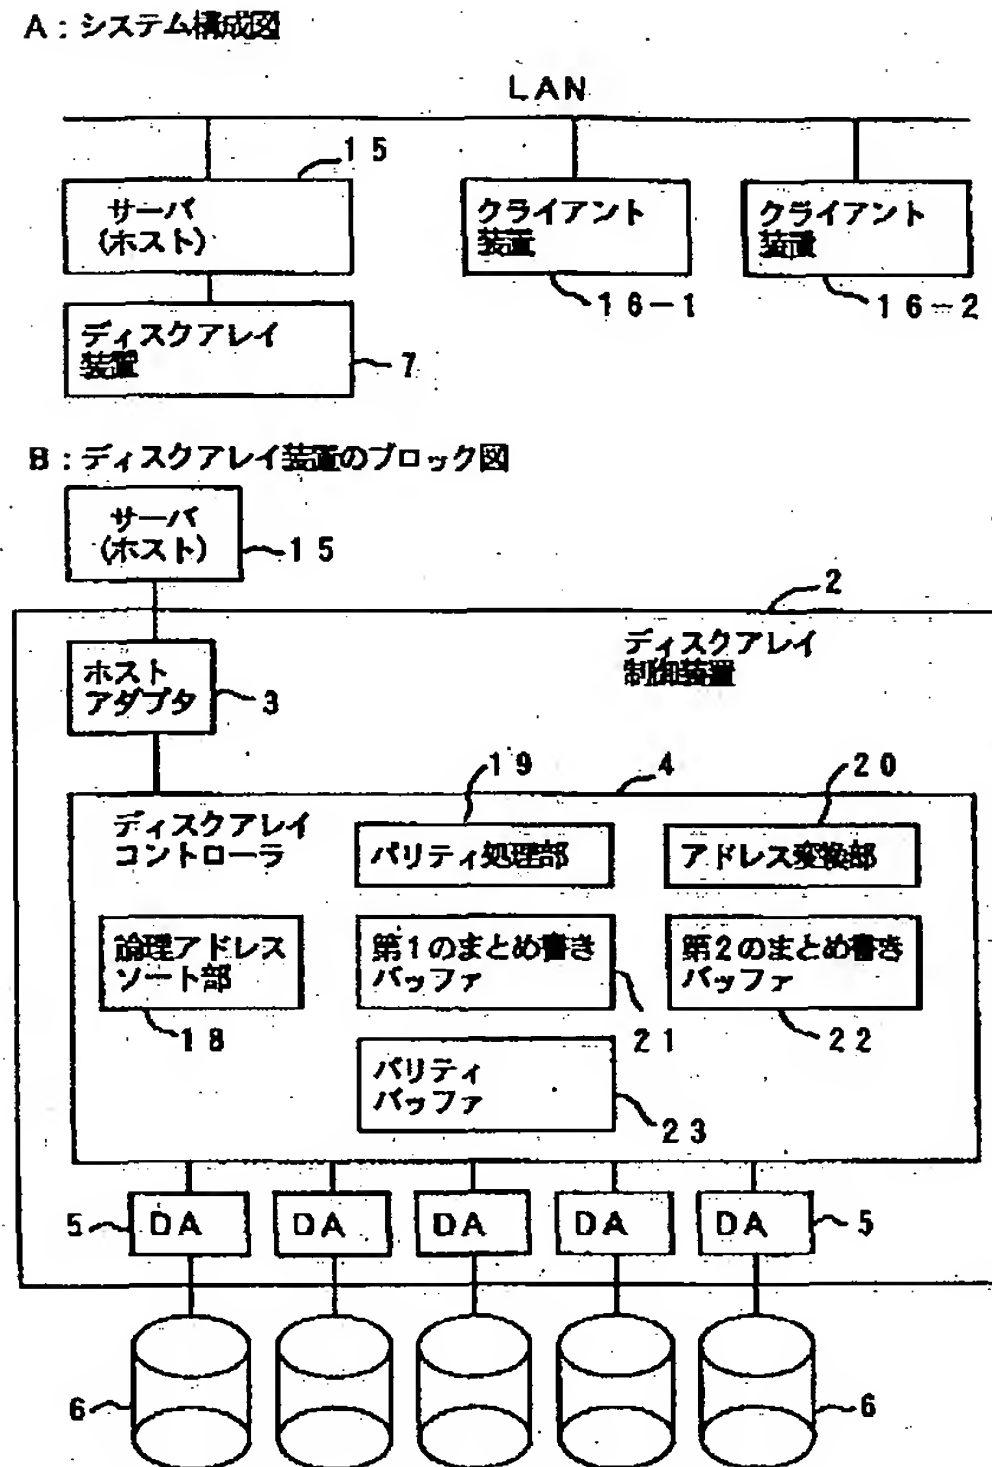 A：システム構成図
LAN
15
サーバ
(ホスト)
クライアント
装置
クライアント
装置
16-1
16-2
ディスクアレイ
装置
7
B：ディスクアレイ装置のブロック図
サーバ
(ホスト)
15
2
ディスクアレイ
制御装置
ホスト
アダプタ
3
19
4
20
ディスクアレイ
コントローラ
パリティ処理部
アドレス変換部
論理アドレス
ソート部
第1のまとめ書き
バッファ
第2のまとめ書き
バッファ
18
21
22
パリティ
バッファ
23
5
DA
DA
DA
DA
DA
5
6
6